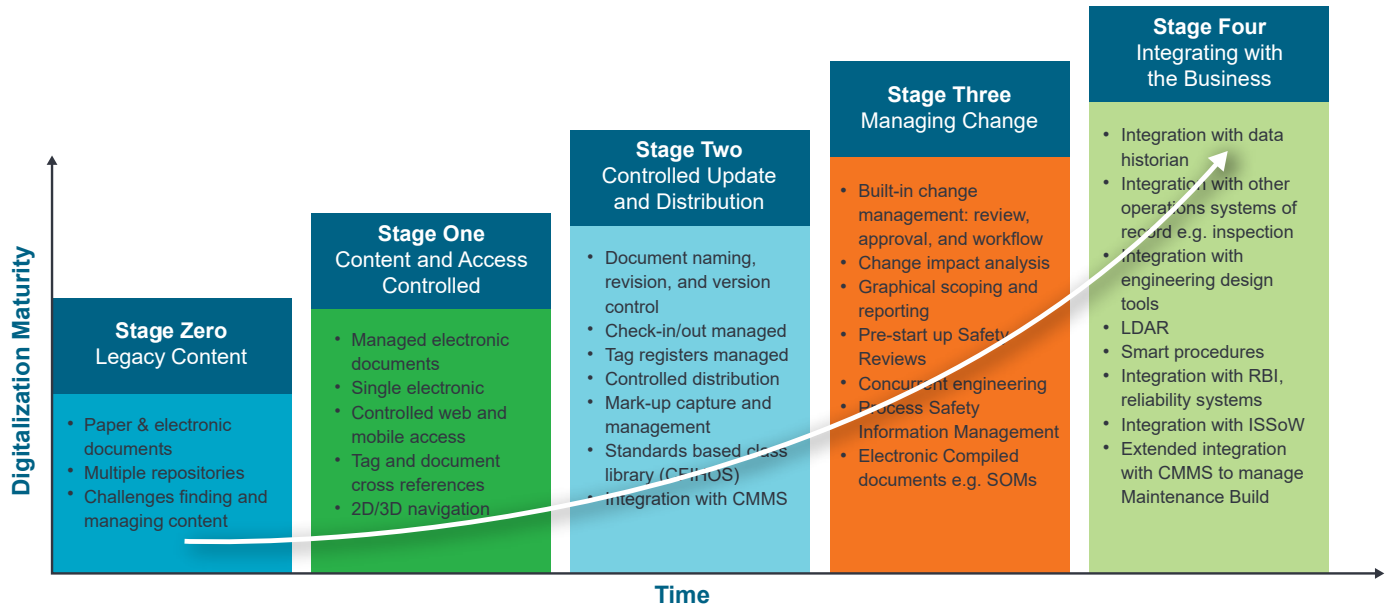 Digitalization Maturity
Stage Zero
Legacy Content
• Paper & electronic
documents
• Multiple repositories
• Challenges finding and
managing content
Stage One
Content and Access
Controlled
• Managed electronic
documents
• Single electronic
• Controlled web and
mobile access
• Tag and document
cross references
• 2D/3D navigation
Stage Two
Controlled Update
and Distribution
• Document naming,
revision, and version
control
• Check-in/out managed
• Tag registers managed
• Controlled distribution
• Mark-up capture and
management
• Standards based class
library (CFIHOS)
• Integration with CMMS
Stage Three
Managing Change
• Built-in change
management: review,
approval, and workflow
• Change impact analysis
• Graphical scoping and
reporting
• Pre-start up Safety
Reviews
• Concurrent engineering
• Process Safety
Information Management
• Electronic Compiled
documents e.g. SOMs
Stage Four
Integrating with
the Business
• Integration with data
historian
• Integration with other
operations systems of
record e.g. inspection
• Integration with
engineering design
tools
• LDAR
• Smart procedures
• Integration with RBI,
reliability systems
• Integration with ISSoW
• Extended integration
with CMMS to manage
Maintenance Build
Time